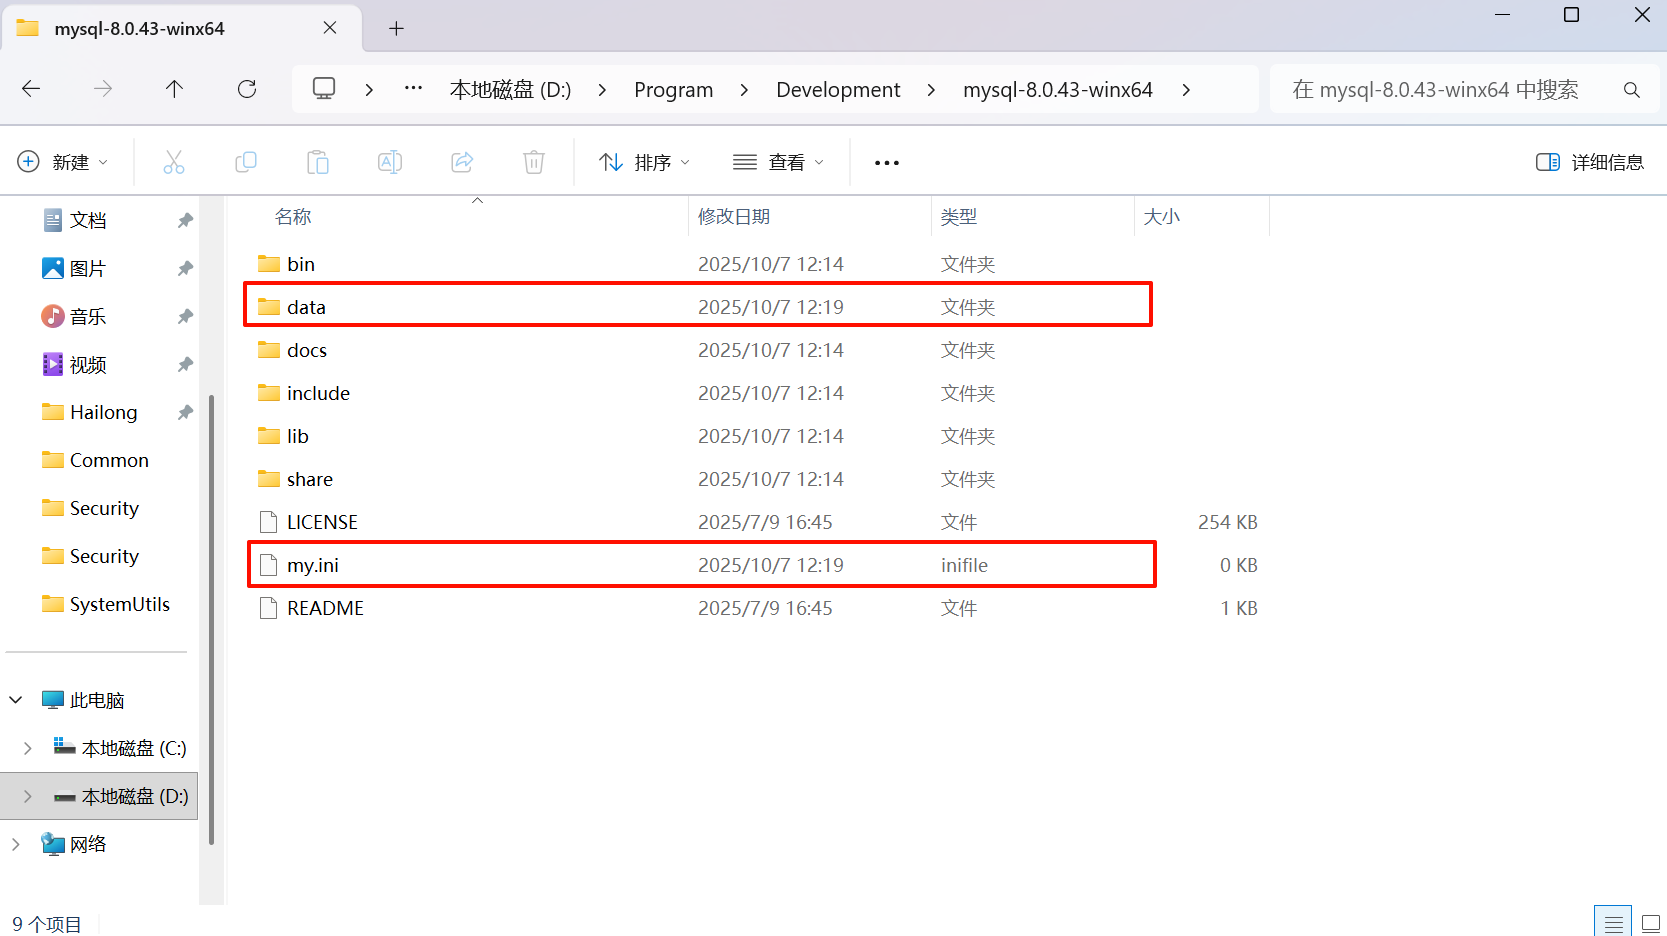 mysql-8.0.43-winx64
本地磁盘 (D:) Program Development mysql-8.0.43-winx64
在 mysql-8.0.43-winx64 中搜索
新建 排序 查看 ... 详细信息
文档
图片
音乐
视频
Hailong
Common
Security
Security
SystemUtils
此电脑
本地磁盘 (C:)
本地磁盘 (D:)
网络
名称 修改日期 类型 大小
bin 2025/10/7 12:14 文件夹
data 2025/10/7 12:19 文件夹
docs 2025/10/7 12:14 文件夹
include 2025/10/7 12:14 文件夹
lib 2025/10/7 12:14 文件夹
share 2025/10/7 12:14 文件夹
LICENSE 2025/7/9 16:45 文件 254 KB
my.ini 2025/10/7 12:19 inifile 0 KB
README 2025/7/9 16:45 文件 1 KB
9 个项目